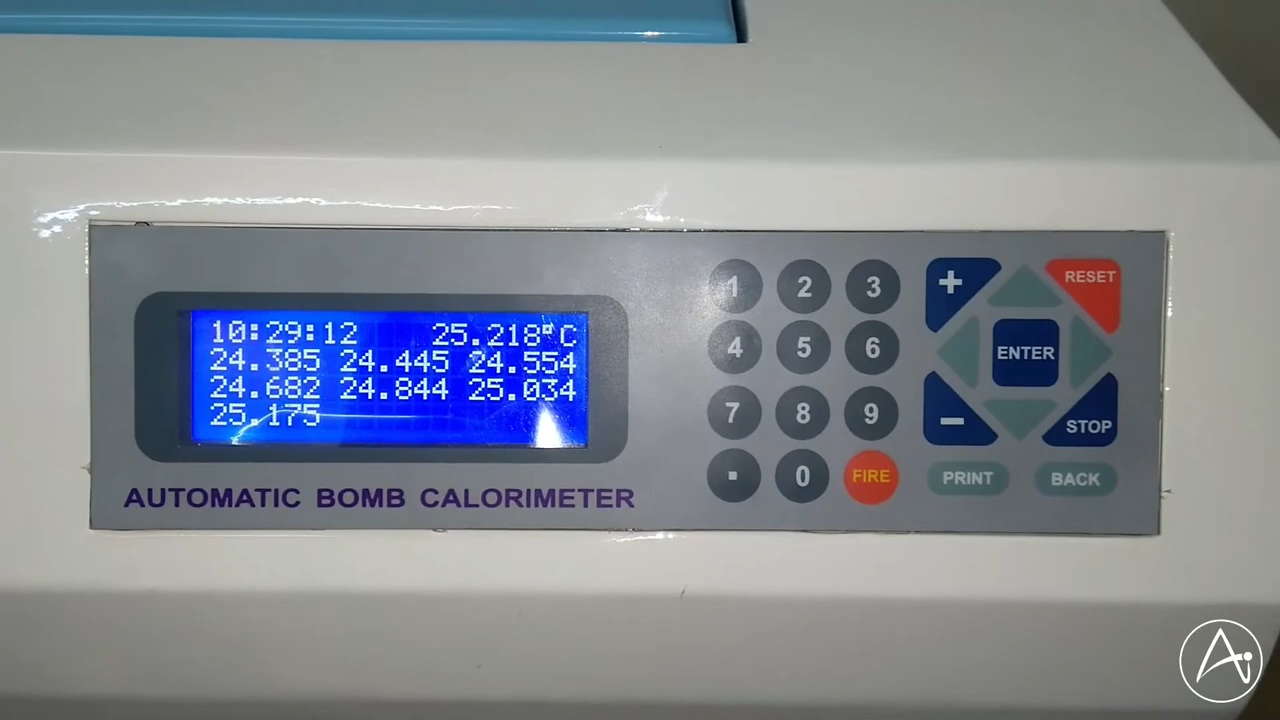 10:29:12 25.218°C
24.385 24.445 24.554
24.682 24.844 25.034
25.175
AUTOMATIC BOMB CALORIMETER
1 2 3
4 5 6
7 8 9
. 0 FIRE
+ RESET
ENTER
- STOP
PRINT BACK